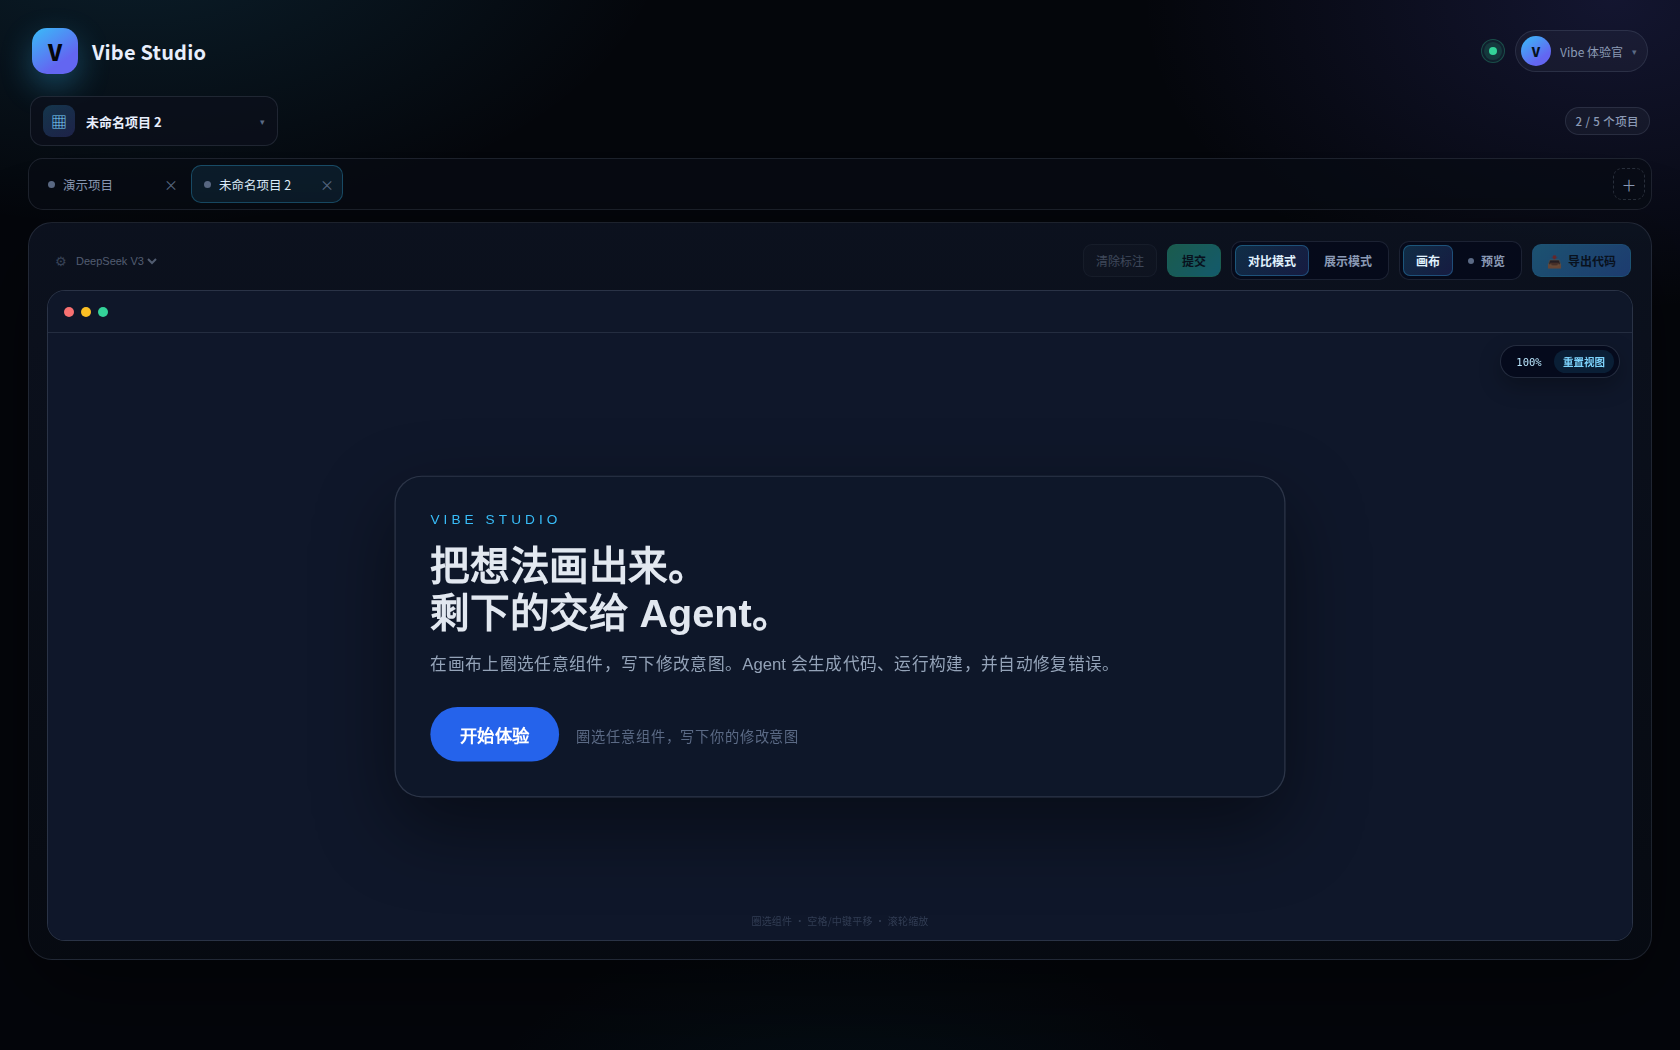 V
Vibe Studio
V
Vibe 体验官
未命名项目 2
2 / 5 个项目
演示项目
未命名项目 2
DeepSeek V3
清除标注
提交
对比模式
展示模式
画布
预览
导出代码
100%
重置视图
VIBE STUDIO
把想法画出来。
剩下的交给 Agent。
在画布上圈选任意组件，写下修改意图。Agent 会生成代码、运行构建，并自动修复错误。
开始体验
圈选任意组件，写下你的修改意图
圈选组件 · 空格/中键平移 · 滚轮缩放